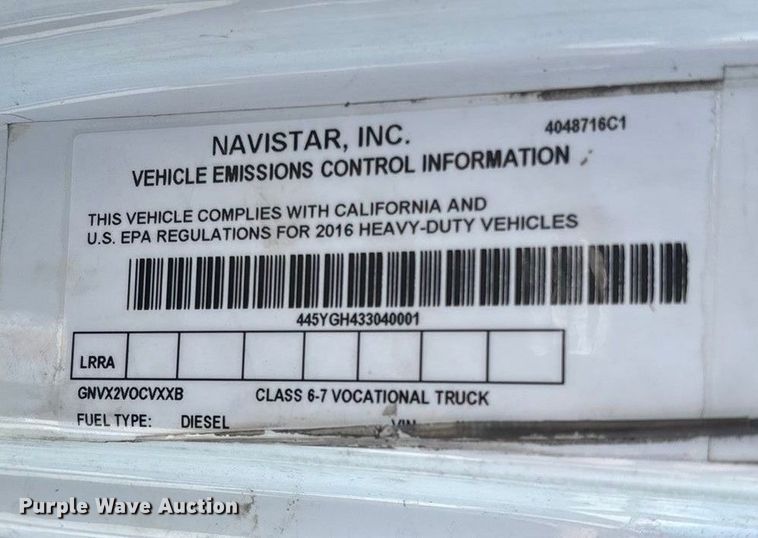 NAVISTAR, INC.
4048716C1
VEHICLE EMISSIONS CONTROL INFORMATION
THIS VEHICLE COMPLIES WITH CALIFORNIA AND
U.S. EPA REGULATIONS FOR 2016 HEAVY-DUTY VEHICLES
445YGH433040001
LRRA
GNVX2VOCVXXB CLASS 6-7 VOCATIONAL TRUCK
FUEL TYPE: DIESEL VIN
Purple Wave Auction